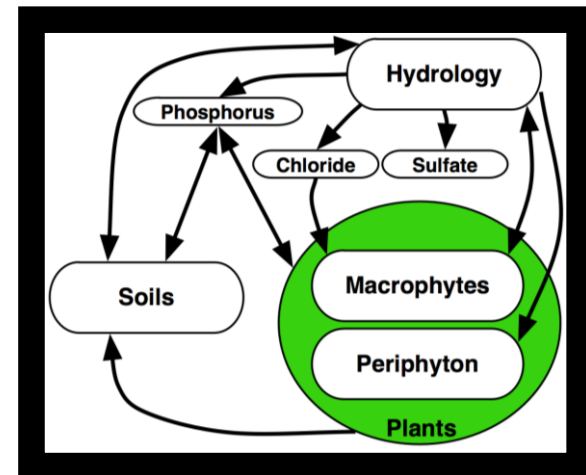 Hydrology
Phosphorus
Chloride
Sulfate
Soils
Macrophytes
Periphyton
Plants